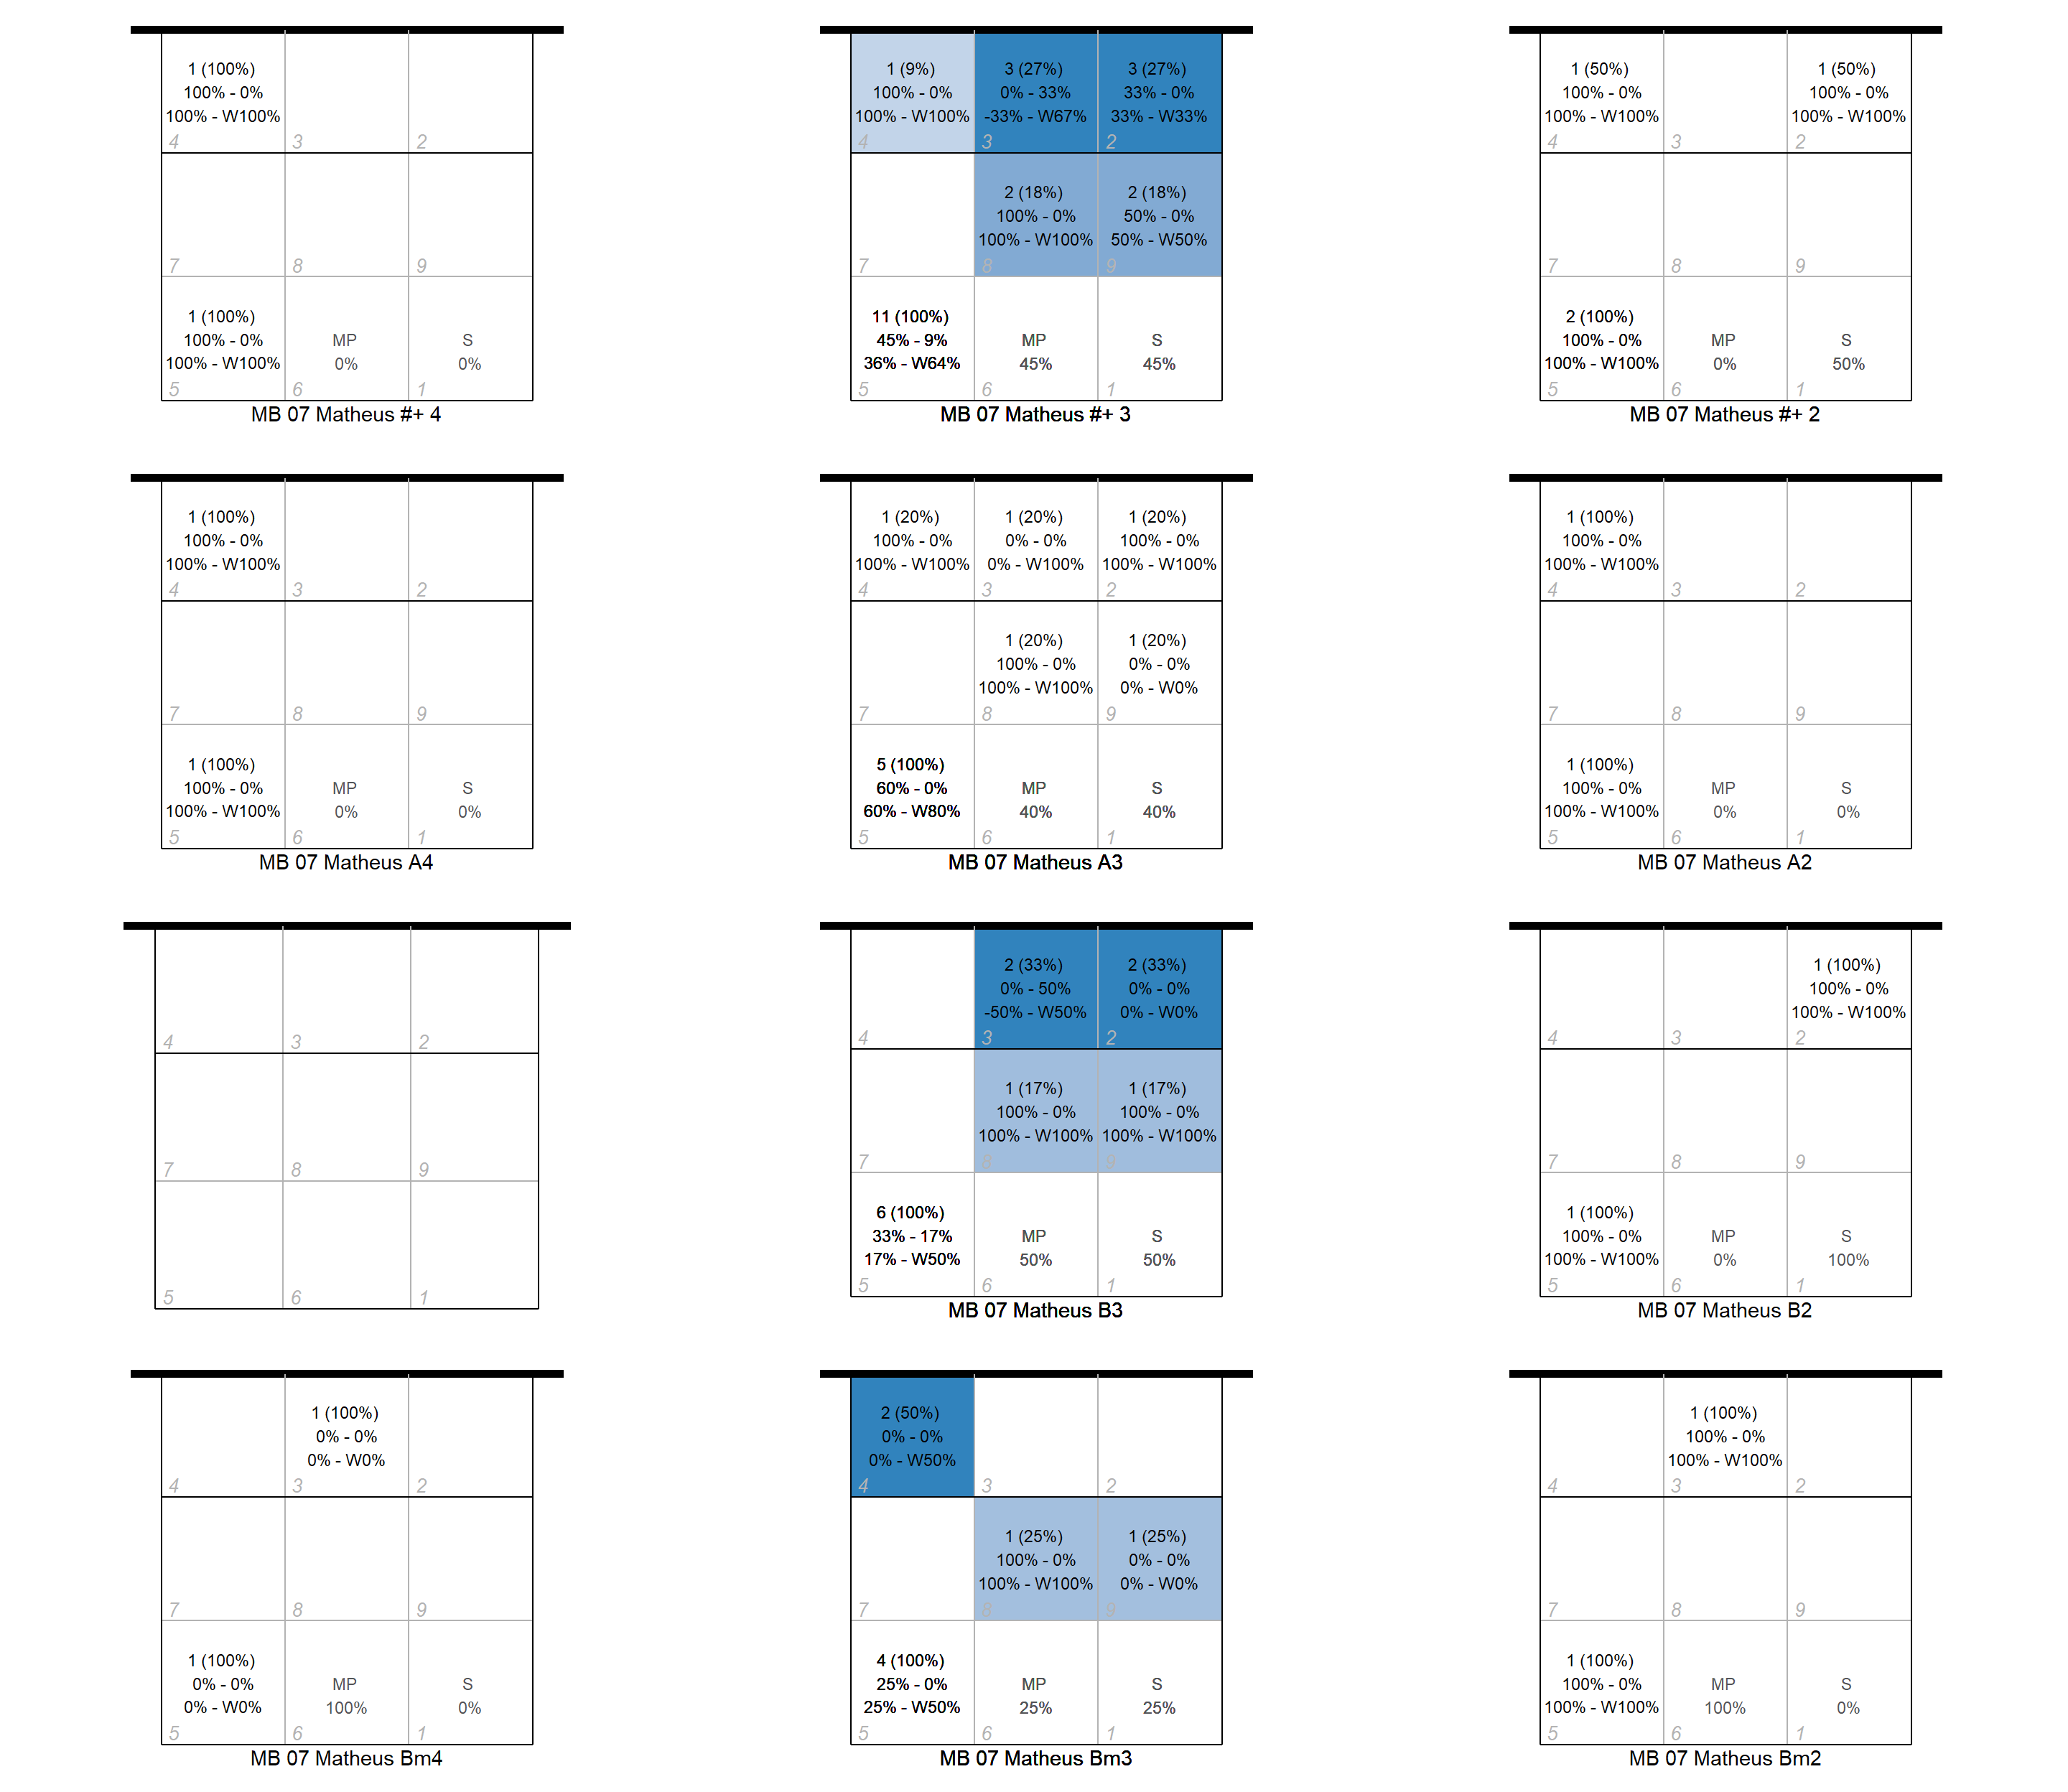 1 (100%)
100% - 0%
100% - W100%
4
3
2
7
8
9
1 (100%)
100% - 0%
100% - W100%
5
MP
0%
6
S
0%
1
MB 07 Matheus #+ 4
1 (9%)
100% - 0%
100% - W100%
4
3 (27%)
0% - 33%
-33% - W67%
3
3 (27%)
33% - 0%
33% - W33%
2
7
2 (18%)
100% - 0%
100% - W100%
8
2 (18%)
50% - 0%
50% - W50%
9
11 (100%)
45% - 9%
36% - W64%
5
MP
45%
6
S
45%
1
MB 07 Matheus #+ 3
1 (50%)
100% - 0%
100% - W100%
4
3
1 (50%)
100% - 0%
100% - W100%
2
7
8
9
2 (100%)
100% - 0%
100% - W100%
5
MP
0%
6
S
50%
1
MB 07 Matheus #+ 2
1 (100%)
100% - 0%
100% - W100%
4
3
2
7
8
9
1 (100%)
100% - 0%
100% - W100%
5
MP
0%
6
S
0%
1
MB 07 Matheus A4
1 (20%)
100% - 0%
100% - W100%
4
1 (20%)
0% - 0%
0% - W100%
3
1 (20%)
100% - 0%
100% - W100%
2
7
1 (20%)
100% - 0%
100% - W100%
8
1 (20%)
0% - 0%
0% - W0%
9
5 (100%)
60% - 0%
60% - W80%
5
MP
40%
6
S
40%
1
MB 07 Matheus A3
1 (100%)
100% - 0%
100% - W100%
4
3
2
7
8
9
1 (100%)
100% - 0%
100% - W100%
5
MP
0%
6
S
0%
1
MB 07 Matheus A2
4
3
2
7
8
9
5
6
1
4
2 (33%)
0% - 50%
-50% - W50%
3
2 (33%)
0% - 0%
0% - W0%
2
7
1 (17%)
100% - 0%
100% - W100%
8
1 (17%)
100% - 0%
100% - W100%
9
6 (100%)
33% - 17%
17% - W50%
5
MP
50%
6
S
50%
1
MB 07 Matheus B3
4
3
1 (100%)
100% - 0%
100% - W100%
2
7
8
9
1 (100%)
100% - 0%
100% - W100%
5
MP
0%
6
S
100%
1
MB 07 Matheus B2
4
1 (100%)
0% - 0%
0% - W0%
3
2
7
8
9
1 (100%)
0% - 0%
0% - W0%
5
MP
100%
6
S
0%
1
MB 07 Matheus Bm4
2 (50%)
0% - 0%
0% - W50%
4
3
2
7
1 (25%)
100% - 0%
100% - W100%
8
1 (25%)
0% - 0%
0% - W0%
9
4 (100%)
25% - 0%
25% - W50%
5
MP
25%
6
S
25%
1
MB 07 Matheus Bm3
4
1 (100%)
100% - 0%
100% - W100%
3
2
7
8
9
1 (100%)
100% - 0%
100% - W100%
5
MP
100%
6
S
0%
1
MB 07 Matheus Bm2